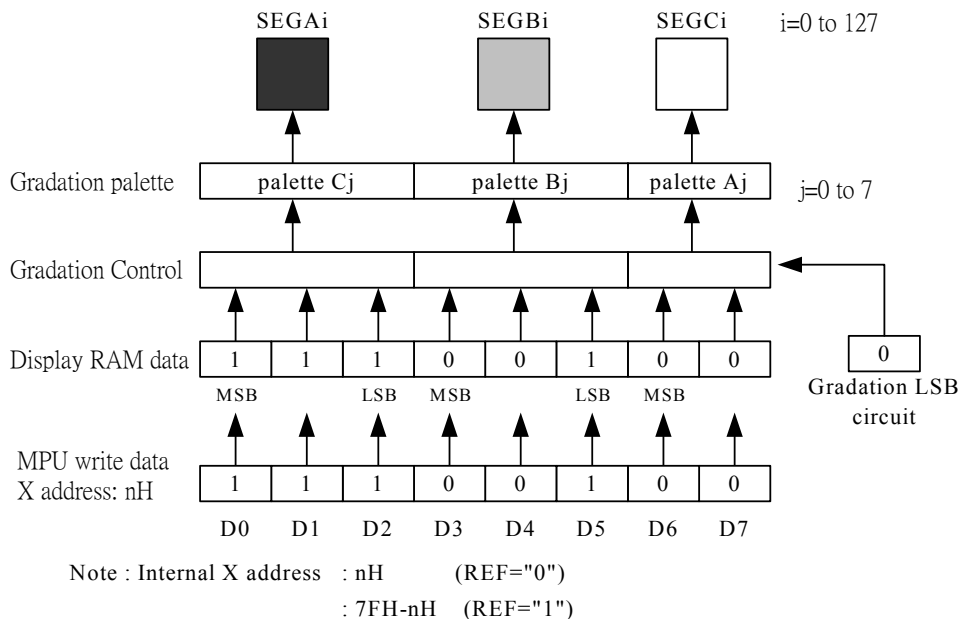 SEGAi SEGBi SEGCi i=0 to 127
Gradation palette palette Cj palette Bj palette Aj j=0 to 7
Gradation Control
Display RAM data 1 1 1 0 0 1 0 0 0
MSB LSB MSB LSB MSB Gradation LSB
circuit
MPU write data
X address: nH 1 1 1 0 0 1 0 0
D0 D1 D2 D3 D4 D5 D6 D7
Note : Internal X address : nH (REF="0")
: 7FH-nH (REF="1")